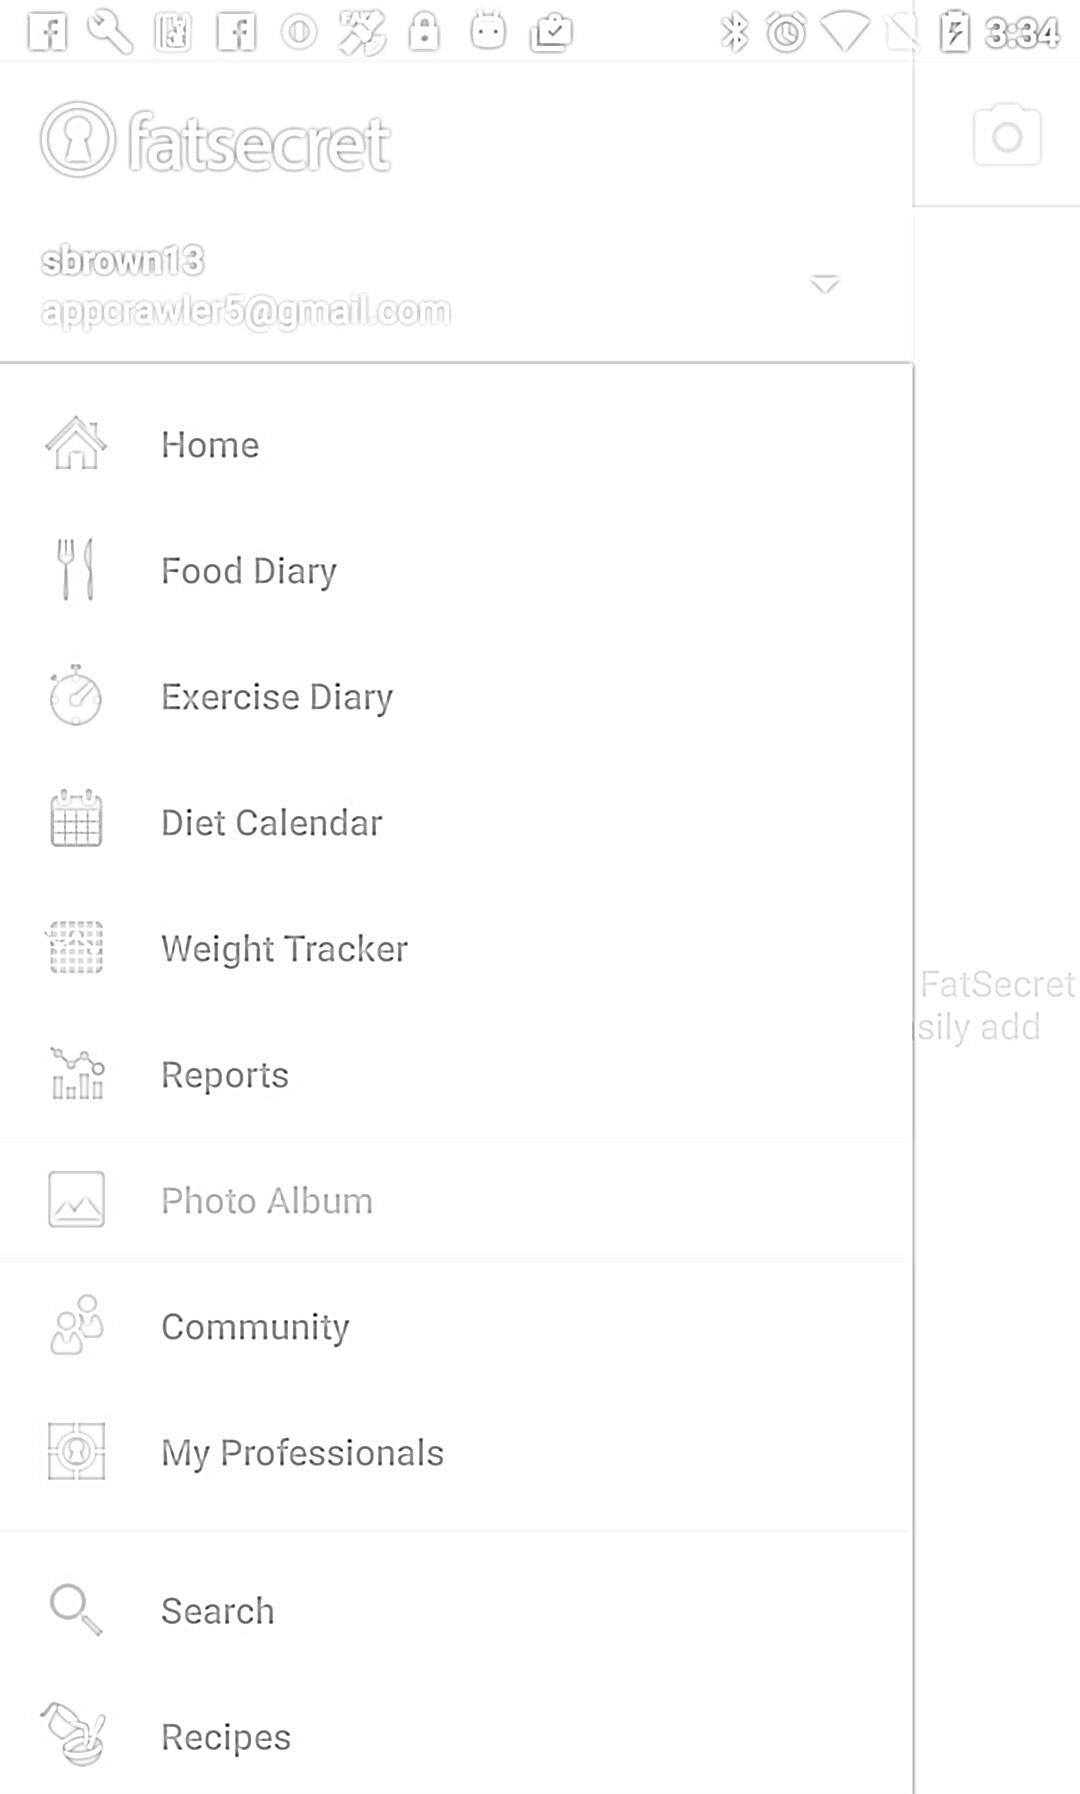 3:34
fatsecret
sbrown13
appcrawler5@gmail.com
Home
Food Diary
Exercise Diary
Diet Calendar
Weight Tracker
FatSecret
sily add
Reports
Photo Album
Community
My Professionals
Search
Recipes